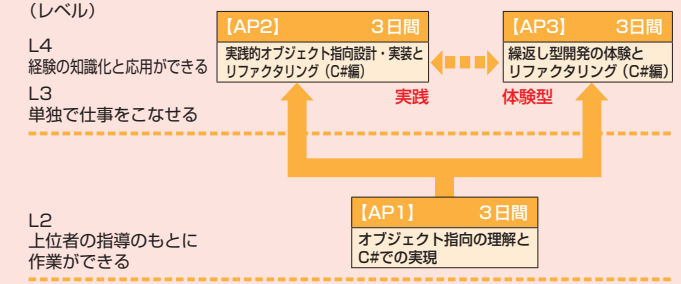 （レベル）
【AP2】 3日間
【AP3】 3日間
L4
経験の知識化と応用ができる
実践的オブジェクト指向設計・実装と
リファクタリング（C#編）
繰返し型開発の体験と
リファクタリング（C#編）
L3
単独で仕事をこなせる
実践
体験型
【AP1】 3日間
L2
上位者の指導のもとに
作業ができる
オブジェクト指向の理解と
C#での実現